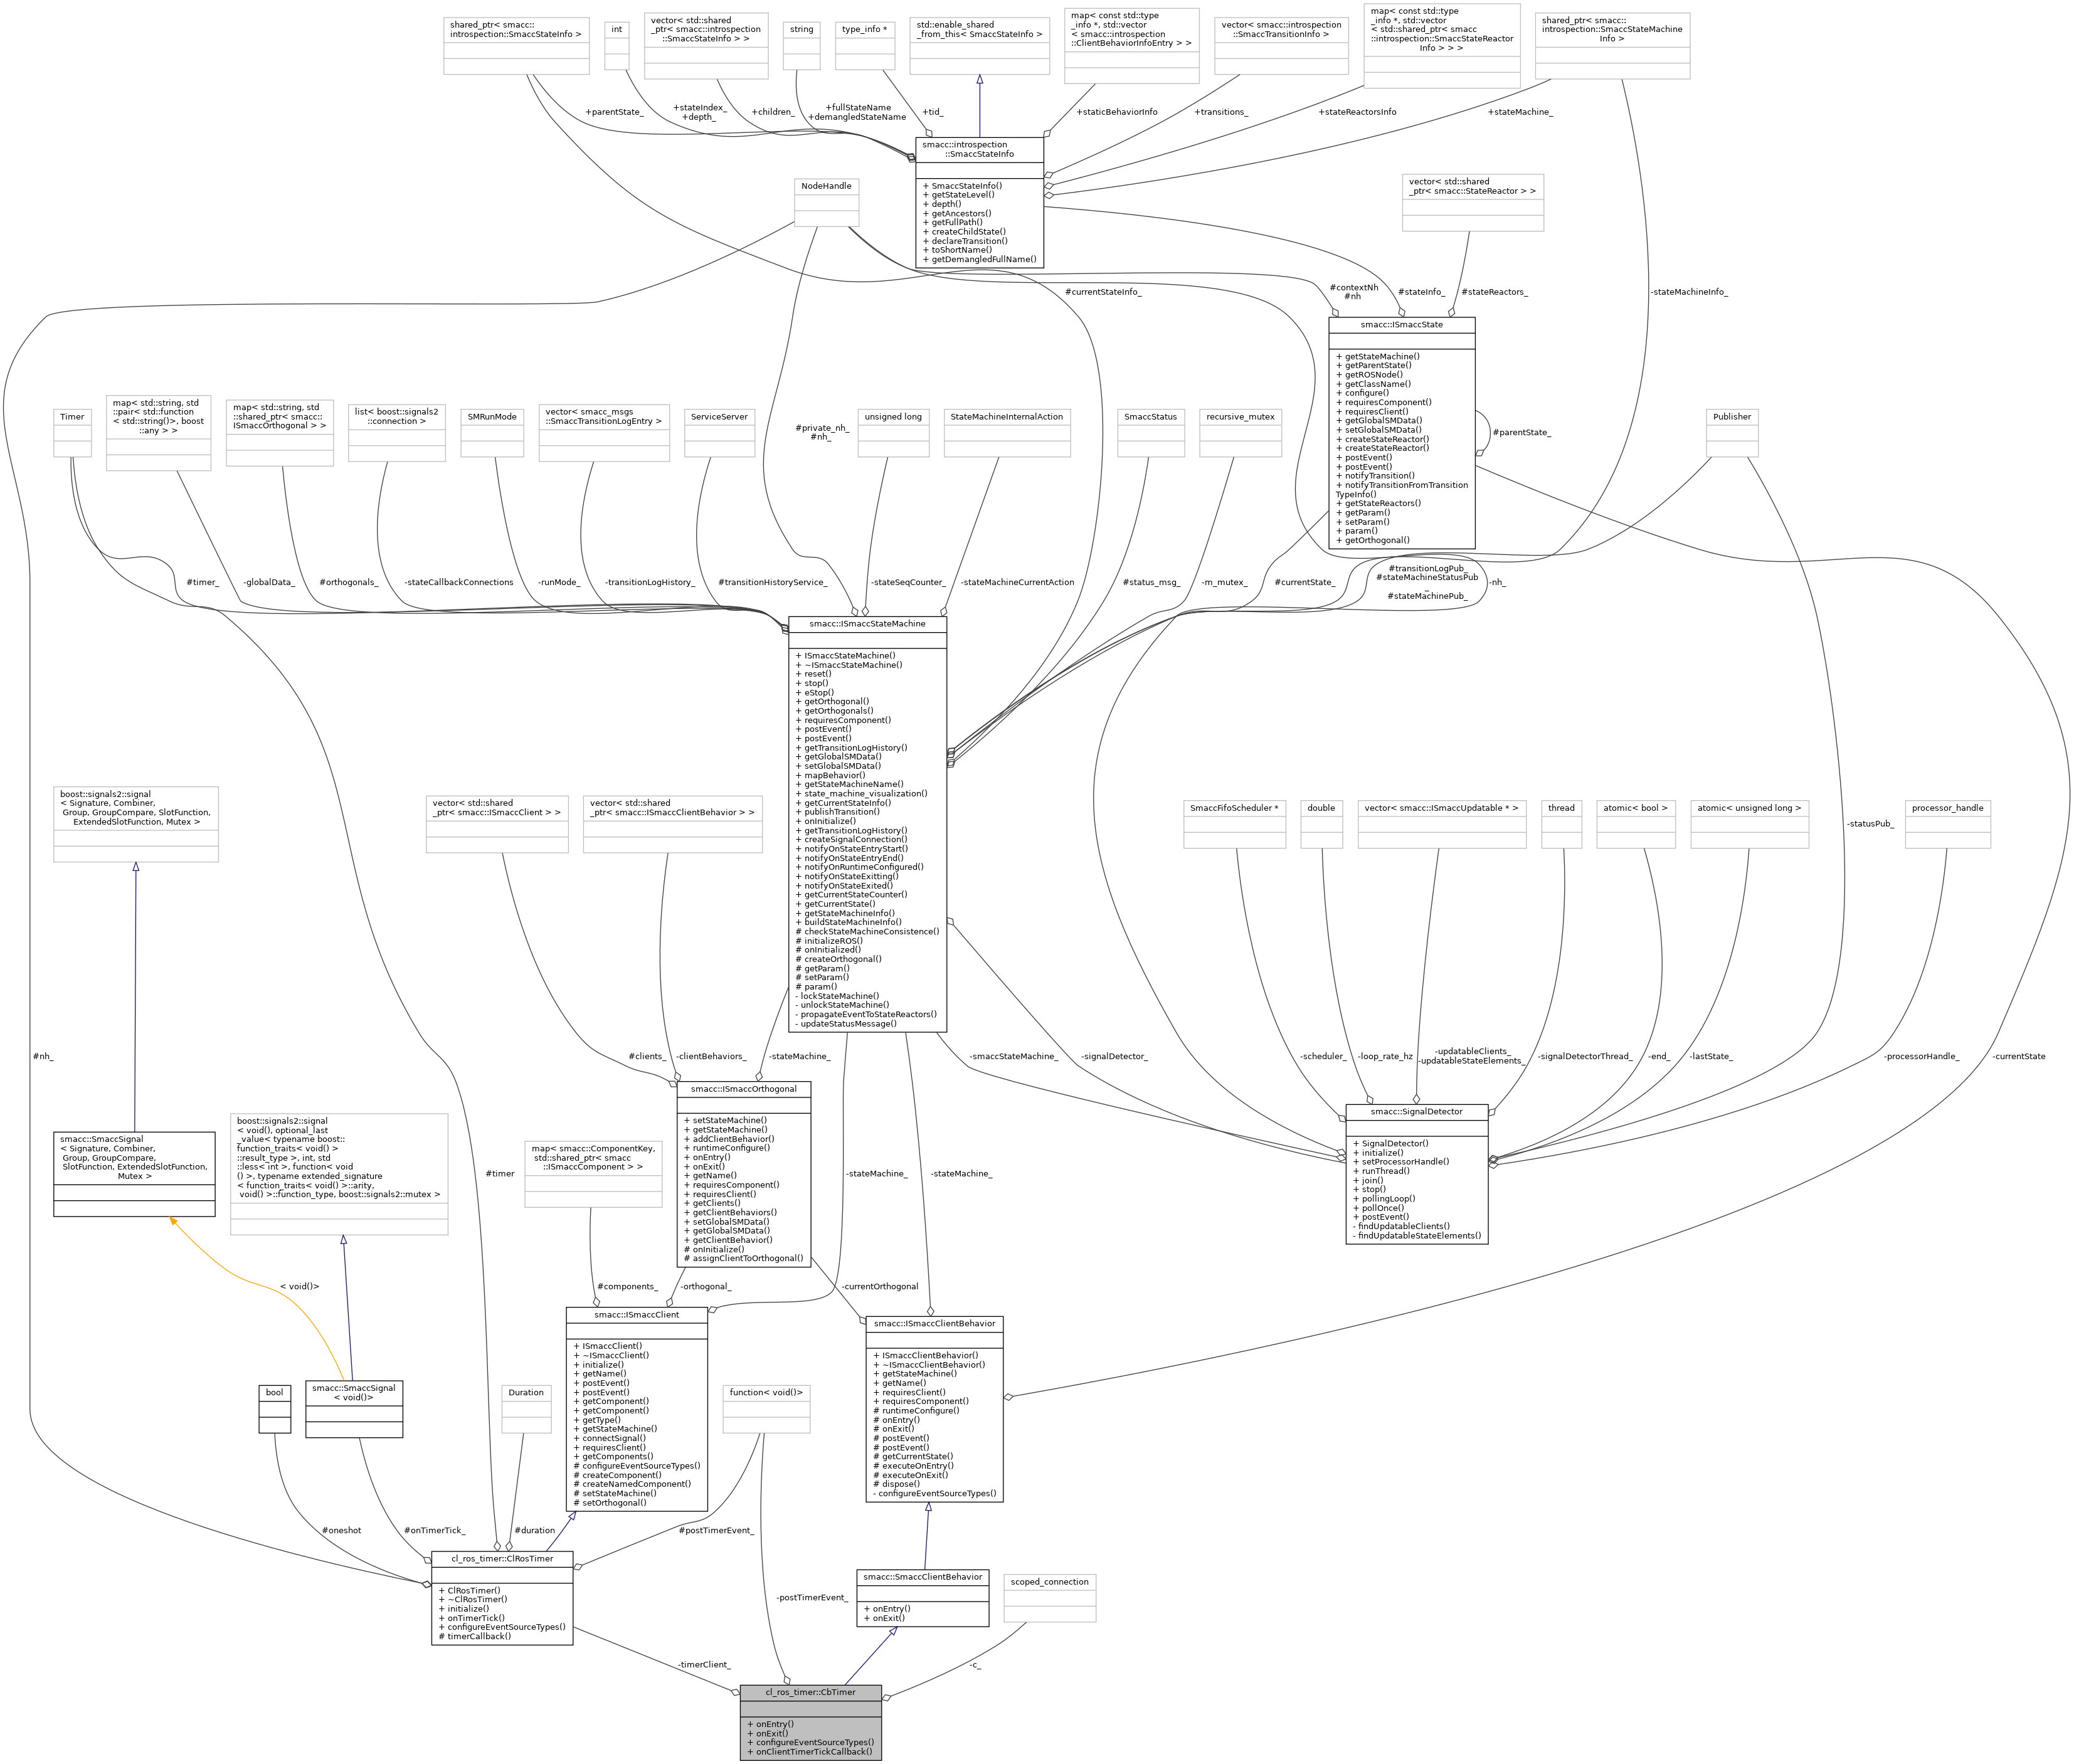 shared_ptr< smacc::
introspection::SmaccStateInfo >
int
vector< std::shared
_ptr< smacc::introspection
::SmaccStateInfo > >
string
type_info *
std::enable_shared
_from_this< SmaccStateInfo >
map< const std::type
_info *, std::vector
< smacc::introspection
::ClientBehaviorInfoEntry > >
vector< smacc::introspection
::SmaccTransitionInfo >
map< const std::type
_info *, std::vector
< std::shared_ptr< smacc
::introspection::SmaccStateReactor
Info > > >
shared_ptr< smacc::
introspection::SmaccStateMachine
Info >
+parentState_
+stateIndex_
+depth_
+children_
+fullStateName
+demangledStateName
+tid_
+staticBehaviorInfo
+transitions_
+stateReactorsInfo
+stateMachine_
smacc::introspection
::SmaccStateInfo
+ SmaccStateInfo()
+ getStateLevel()
+ depth()
+ getAncestors()
+ getFullPath()
+ createChildState()
+ declareTransition()
+ toShortName()
+ getDemangledFullName()
NodeHandle
vector< std::shared
_ptr< smacc::StateReactor > >
#currentStateInfo_
#contextNh
#nh
#stateInfo_
#stateReactors_
-stateMachineInfo_
smacc::ISmaccState
+ getStateMachine()
+ getParentState()
+ getROSNode()
+ getClassName()
+ configure()
+ requiresComponent()
+ requiresClient()
+ getGlobalSMData()
+ setGlobalSMData()
+ createStateReactor()
+ createStateReactor()
+ postEvent()
+ postEvent()
+ notifyTransition()
+ notifyTransitionFromTransition
TypeInfo()
+ getStateReactors()
+ getParam()
+ setParam()
+ param()
+ getOrthogonal()
#parentState_
Timer
map< std::string, std
::pair< std::function
< std::string()>, boost
::any > >
map< std::string, std
::shared_ptr< smacc::
ISmaccOrthogonal > >
list< boost::signals2
::connection >
SMRunMode
vector< smacc_msgs
::SmaccTransitionLogEntry >
ServiceServer
#private_nh_
#nh_
unsigned long
StateMachineInternalAction
SmaccStatus
recursive_mutex
Publisher
#timer_
-globalData_
#orthogonals_
-stateCallbackConnections
-runMode_
-transitionLogHistory_
#transitionHistoryService_
-stateSeqCounter_
-stateMachineCurrentAction
#status_msg_
-m_mutex_
#currentState_
#transitionLogPub_
#stateMachineStatusPub
_
#stateMachinePub_
-nh_
smacc::ISmaccStateMachine
+ ISmaccStateMachine()
+ ~ISmaccStateMachine()
+ reset()
+ stop()
+ eStop()
+ getOrthogonal()
+ getOrthogonals()
+ requiresComponent()
+ postEvent()
+ postEvent()
+ getTransitionLogHistory()
+ getGlobalSMData()
+ setGlobalSMData()
+ mapBehavior()
+ getStateMachineName()
+ state_machine_visualization()
+ getCurrentStateInfo()
+ publishTransition()
+ onInitialize()
+ getTransitionLogHistory()
+ createSignalConnection()
+ notifyOnStateEntryStart()
+ notifyOnStateEntryEnd()
+ notifyOnRuntimeConfigured()
+ notifyOnStateExitting()
+ notifyOnStateExited()
+ getCurrentStateCounter()
+ getCurrentState()
+ getStateMachineInfo()
+ buildStateMachineInfo()
# checkStateMachineConsistence()
# initializeROS()
# onInitialized()
# createOrthogonal()
# getParam()
# setParam()
# param()
- lockStateMachine()
- unlockStateMachine()
- propagateEventToStateReactors()
- updateStatusMessage()
boost::signals2::signal
< Signature, Combiner,
Group, GroupCompare, SlotFunction,
ExtendedSlotFunction, Mutex >
vector< std::shared
_ptr< smacc::ISmaccClient > >
vector< std::shared
_ptr< smacc::ISmaccClientBehavior > >
SmaccFifoScheduler *
double
vector< smacc::ISmaccUpdatable * >
thread
atomic< bool >
atomic< unsigned long >
processor_handle
-statusPub_
#nh_
#clients_
-clientBehaviors_
-stateMachine_
-smaccStateMachine_
-signalDetector_
-scheduler_
-loop_rate_hz
-updatableClients_
-updatableStateElements_
-signalDetectorThread_
-end_
-lastState_
-processorHandle_
-currentState
smacc::ISmaccOrthogonal
+ setStateMachine()
+ getStateMachine()
+ addClientBehavior()
+ runtimeConfigure()
+ onEntry()
+ onExit()
+ getName()
+ requiresComponent()
+ requiresClient()
+ getClients()
+ getClientBehaviors()
+ setGlobalSMData()
+ getGlobalSMData()
+ getClientBehavior()
# onInitialize()
# assignClientToOrthogonal()
smacc::SignalDetector
+ SignalDetector()
+ initialize()
+ setProcessorHandle()
+ runThread()
+ join()
+ stop()
+ pollingLoop()
+ pollOnce()
+ postEvent()
- findUpdatableClients()
- findUpdatableStateElements()
smacc::SmaccSignal
< Signature, Combiner,
Group, GroupCompare,
SlotFunction, ExtendedSlotFunction,
Mutex >
boost::signals2::signal
< void(), optional_last
_value< typename boost::
function_traits< void() >
::result_type >, int, std
::less< int >, function< void
() >, typename extended_signature
< function_traits< void() >::arity,
void() >::function_type, boost::signals2::mutex >
map< smacc::ComponentKey,
std::shared_ptr< smacc
::ISmaccComponent > >
#timer
-stateMachine_
-stateMachine_
< void()>
#components_
-orthogonal_
-currentOrthogonal
smacc::ISmaccClient
+ ISmaccClient()
+ ~ISmaccClient()
+ initialize()
+ getName()
+ postEvent()
+ postEvent()
+ getComponent()
+ getComponent()
+ getType()
+ getStateMachine()
+ connectSignal()
+ requiresClient()
+ getComponents()
# configureEventSourceTypes()
# createComponent()
# createNamedComponent()
# setStateMachine()
# setOrthogonal()
smacc::ISmaccClientBehavior
+ ISmaccClientBehavior()
+ ~ISmaccClientBehavior()
+ getStateMachine()
+ getName()
+ requiresClient()
+ requiresComponent()
# runtimeConfigure()
# onEntry()
# onExit()
# postEvent()
# postEvent()
# getCurrentState()
# executeOnEntry()
# executeOnExit()
# dispose()
- configureEventSourceTypes()
bool
smacc::SmaccSignal
< void()>
Duration
function< void()>
#oneshot
#onTimerTick_
#duration
#postTimerEvent_
cl_ros_timer::ClRosTimer
+ ClRosTimer()
+ ~ClRosTimer()
+ initialize()
+ onTimerTick()
+ configureEventSourceTypes()
# timerCallback()
-postTimerEvent_
smacc::SmaccClientBehavior
+ onEntry()
+ onExit()
scoped_connection
-timerClient_
-c_
cl_ros_timer::CbTimer
+ onEntry()
+ onExit()
+ configureEventSourceTypes()
+ onClientTimerTickCallback()